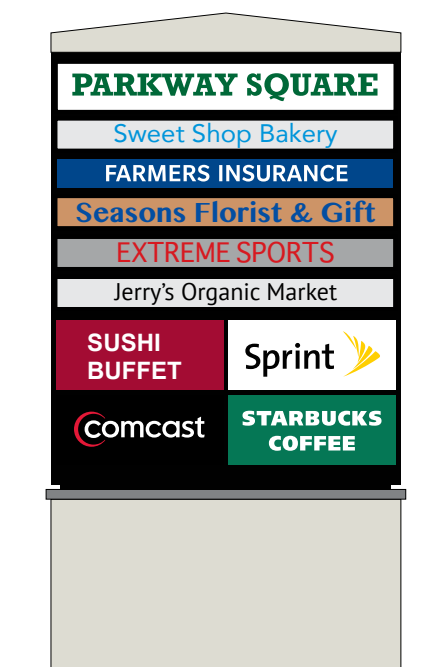 PARKWAY SQUARE
Sweet Shop Bakery
FARMERS INSURANCE
Seasons Florist & Gift
EXTREME SPORTS
Jerry's Organic Market
SUSHI
BUFFET
Sprint
comcast
STARBUCKS
COFFEE